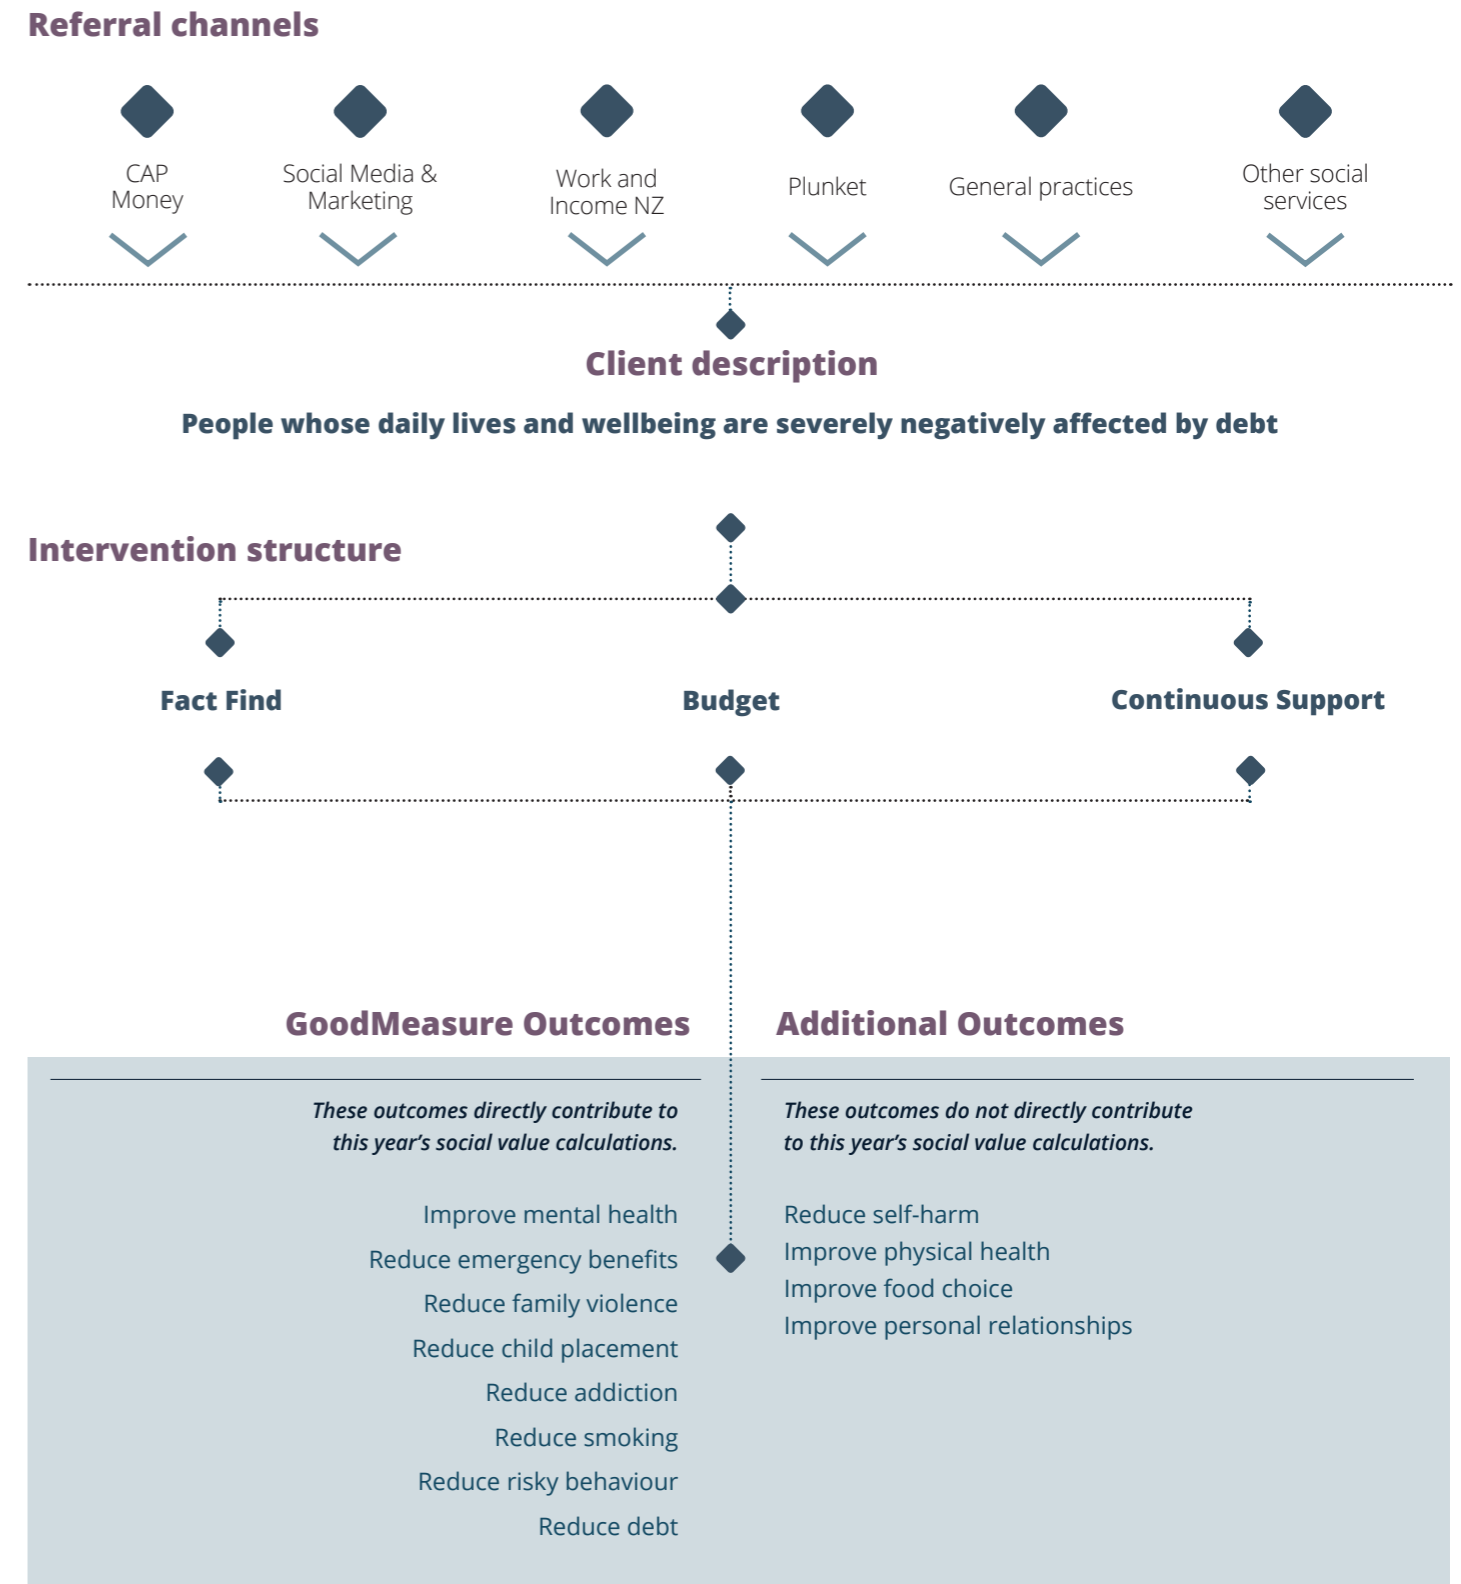 Referral channels
CAP
Money
Social Media &
Marketing
Work and
Income NZ
Plunket
General practices
Other social
services
Client description
People whose daily lives and wellbeing are severely negatively affected by debt
Intervention structure
Fact Find
Budget
Continuous Support
GoodMeasure Outcomes
These outcomes directly contribute to
this year’s social value calculations.
Improve mental health
Reduce emergency benefits
Reduce family violence
Reduce child placement
Reduce addiction
Reduce smoking
Reduce risky behaviour
Reduce debt
Additional Outcomes
These outcomes do not directly contribute
to this year’s social value calculations.
Reduce self-harm
Improve physical health
Improve food choice
Improve personal relationships